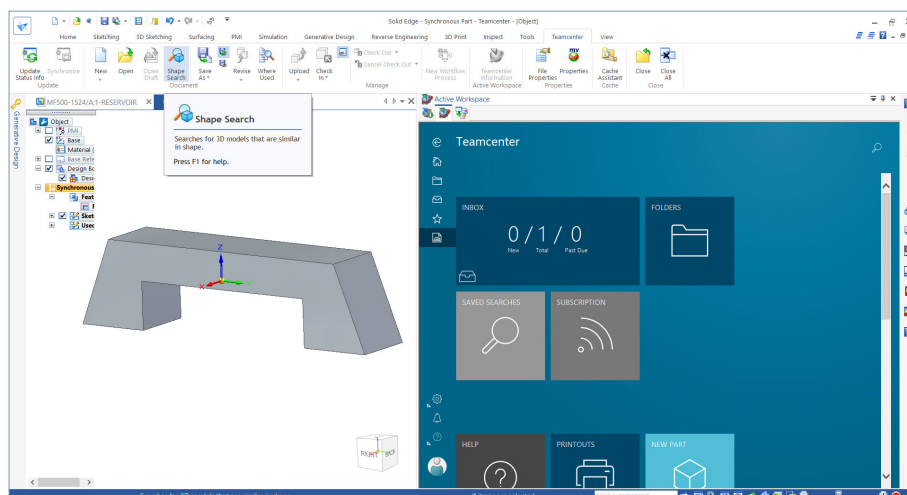 Solid Edge - Synchronous Part - Teamcenter - [Object]
Home Sketching 3D Sketching Surfacing PMI Simulation Generative Design Reverse Engineering 3D Print Inspect Tools Teamcenter View
Update Status Info
Synchronize
New
Open
Open Draft
Shape Search
Save As
Revise
Where Used
Upload
Check In
Check Out
Cancel Check Out
New Workflow Process
Teamcenter Information
File Properties
Properties
Cache Assistant
Close
Close All
Update Document Manage Active Workspace Properties Cache Close
MF500-1524/A;1-RESERVOIR
Generative Design
Object
PMI
Base
Material (
Base Refe
Design Bo
Desi
Synchronous
Feat
Sket
Used
Shape Search
Searches for 3D models that are similar
in shape.
Press F1 for help.
Z
X
Y
RIGHT
Active Workspace
Teamcenter
INBOX
0 / 1 / 0
New Total Past Due
FOLDERS
SAVED SEARCHES
SUBSCRIPTION
HELP
PRINTOUTS
NEW PART